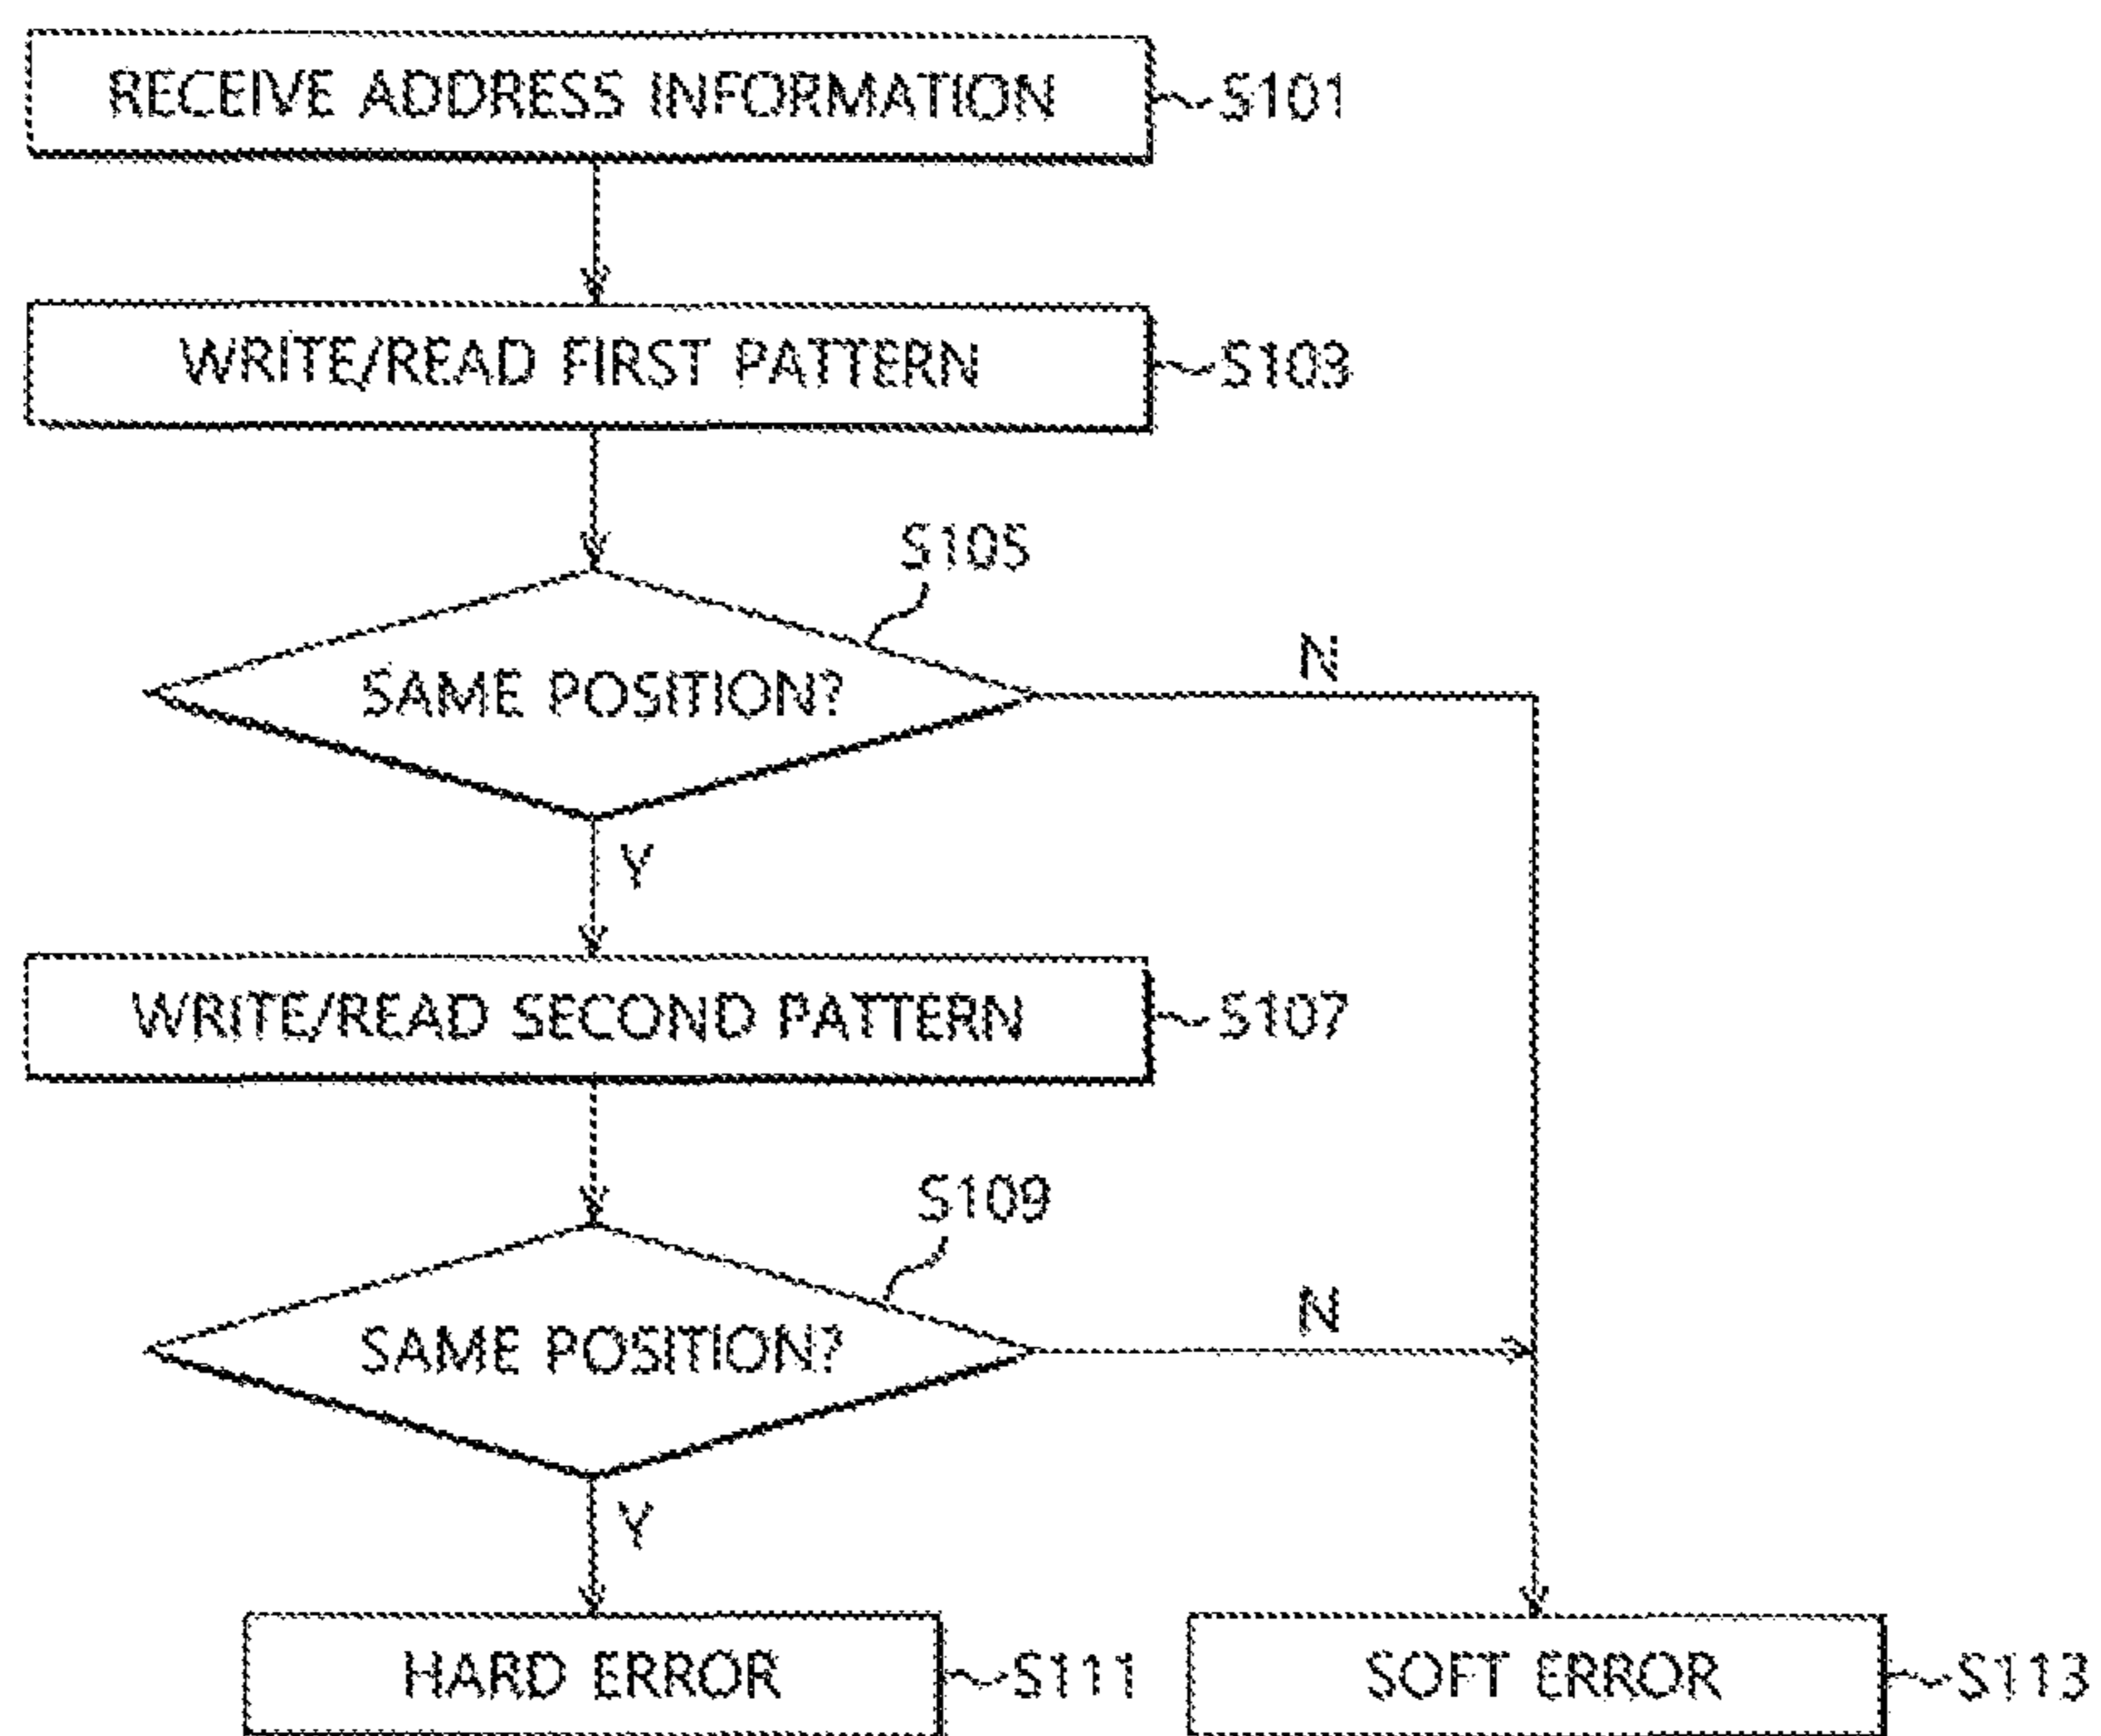 RECEIVE ADDRESS INFORMATION
S101
WRITE/READ FIRST PATTERN
S103
S105
SAME POSITION?
N
Y
WRITE/READ SECOND PATTERN
S107
S109
SAME POSITION?
N
Y
HARD ERROR
S111
SOFT ERROR
S113